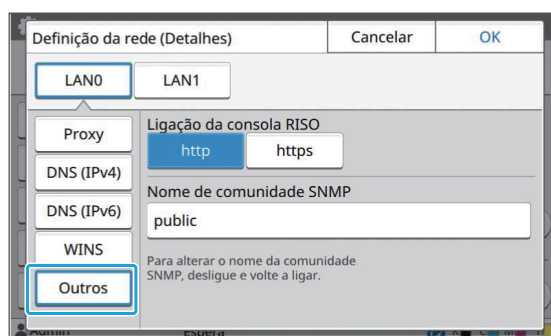 Definição da rede (Detalhes)
Cancelar
OK
LAN0
LAN1
Proxy
DNS (IPv4)
DNS (IPv6)
WINS
Outros
Ligação da consola RISO
http
https
Nome de comunidade SNMP
public
Para alterar o nome da comunidade
SNMP, desligue e volte a ligar.